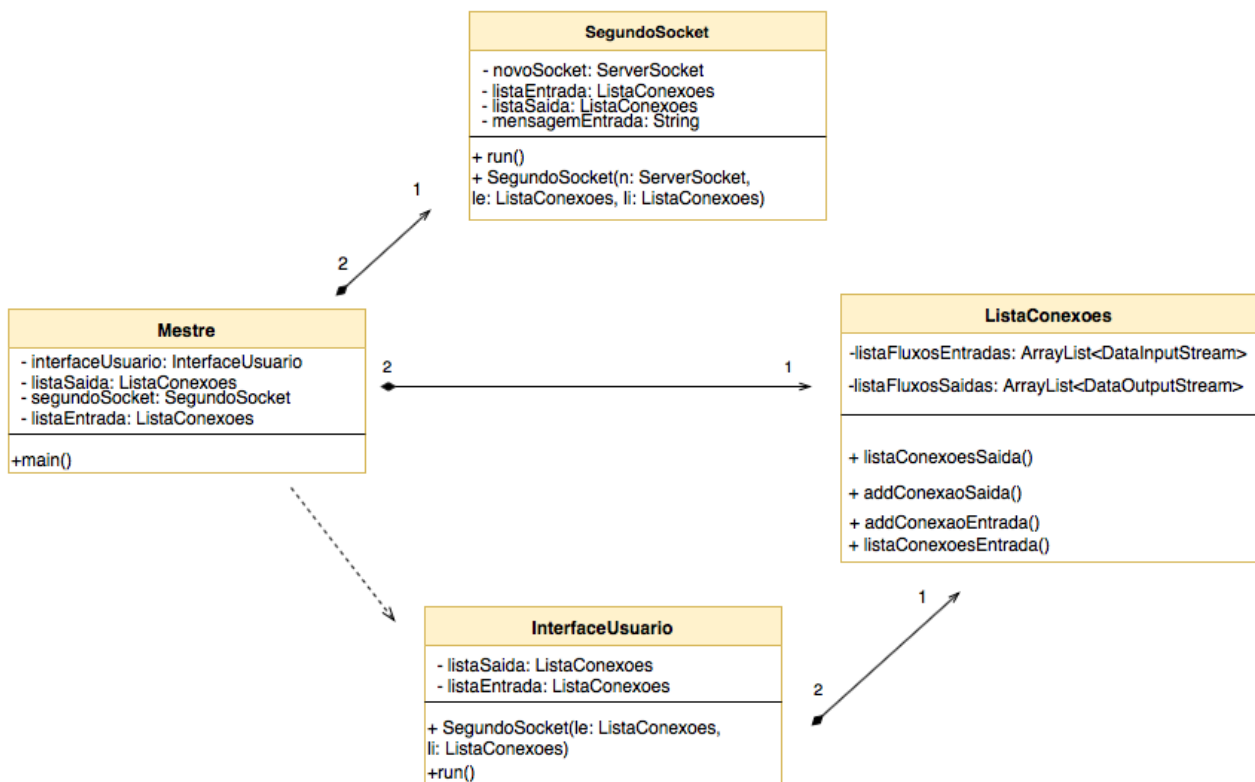 SegundoSocket
- novoSocket: ServerSocket
- listaEntrada: ListaConexoes
- listaSaida: ListaConexoes
- mensagemEntrada: String
+ run()
+ SegundoSocket(n: ServerSocket,
le: ListaConexoes, li: ListaConexoes)
1
2
Mestre
- interfaceUsuario: InterfaceUsuario
- listaSaida: ListaConexoes
- segundoSocket: SegundoSocket
- listaEntrada: ListaConexoes
+main()
2
1
ListaConexoes
-listaFluxosEntradas: ArrayList<DataInputStream>
-listaFluxosSaidas: ArrayList<DataOutputStream>
+ listaConexoesSaida()
+ addConexaoSaida()
+ addConexaoEntrada()
+ listaConexoesEntrada()
1
2
InterfaceUsuario
- listaSaida: ListaConexoes
- listaEntrada: ListaConexoes
+ SegundoSocket(le: ListaConexoes,
li: ListaConexoes)
+run()